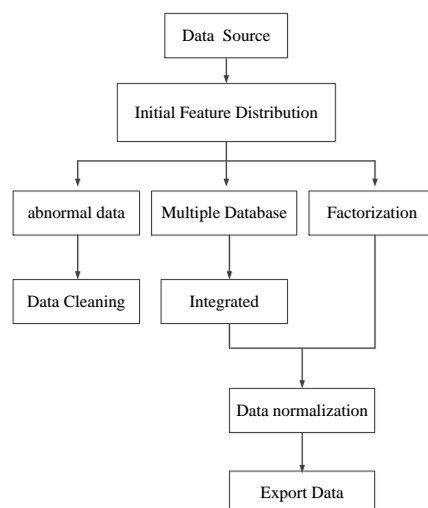 Data Source
Initial Feature Distribution
abnormal data
Multiple Database
Factorization
Data Cleaning
Integrated
Data normalization
Export Data